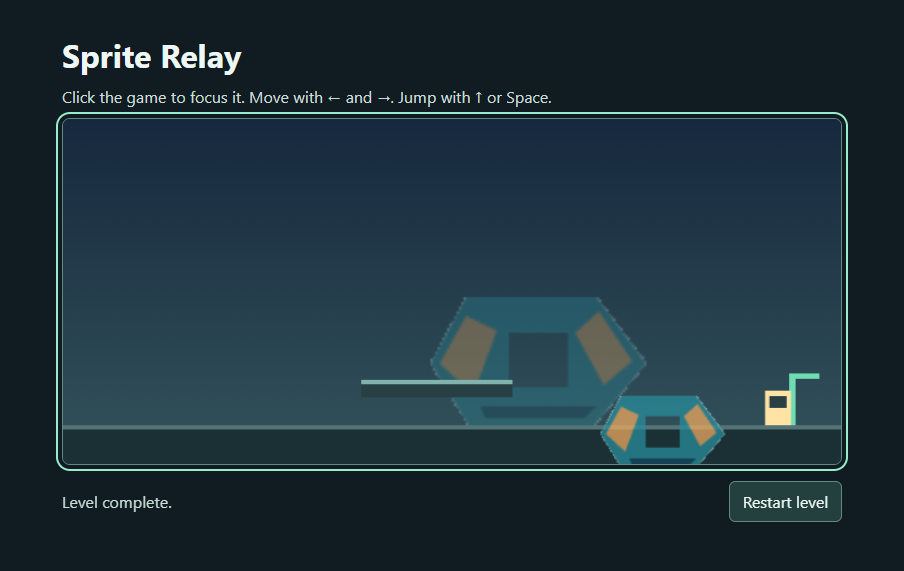 Sprite Relay
Click the game to focus it. Move with ← and →. Jump with ↑ or Space.
Level complete.
Restart level